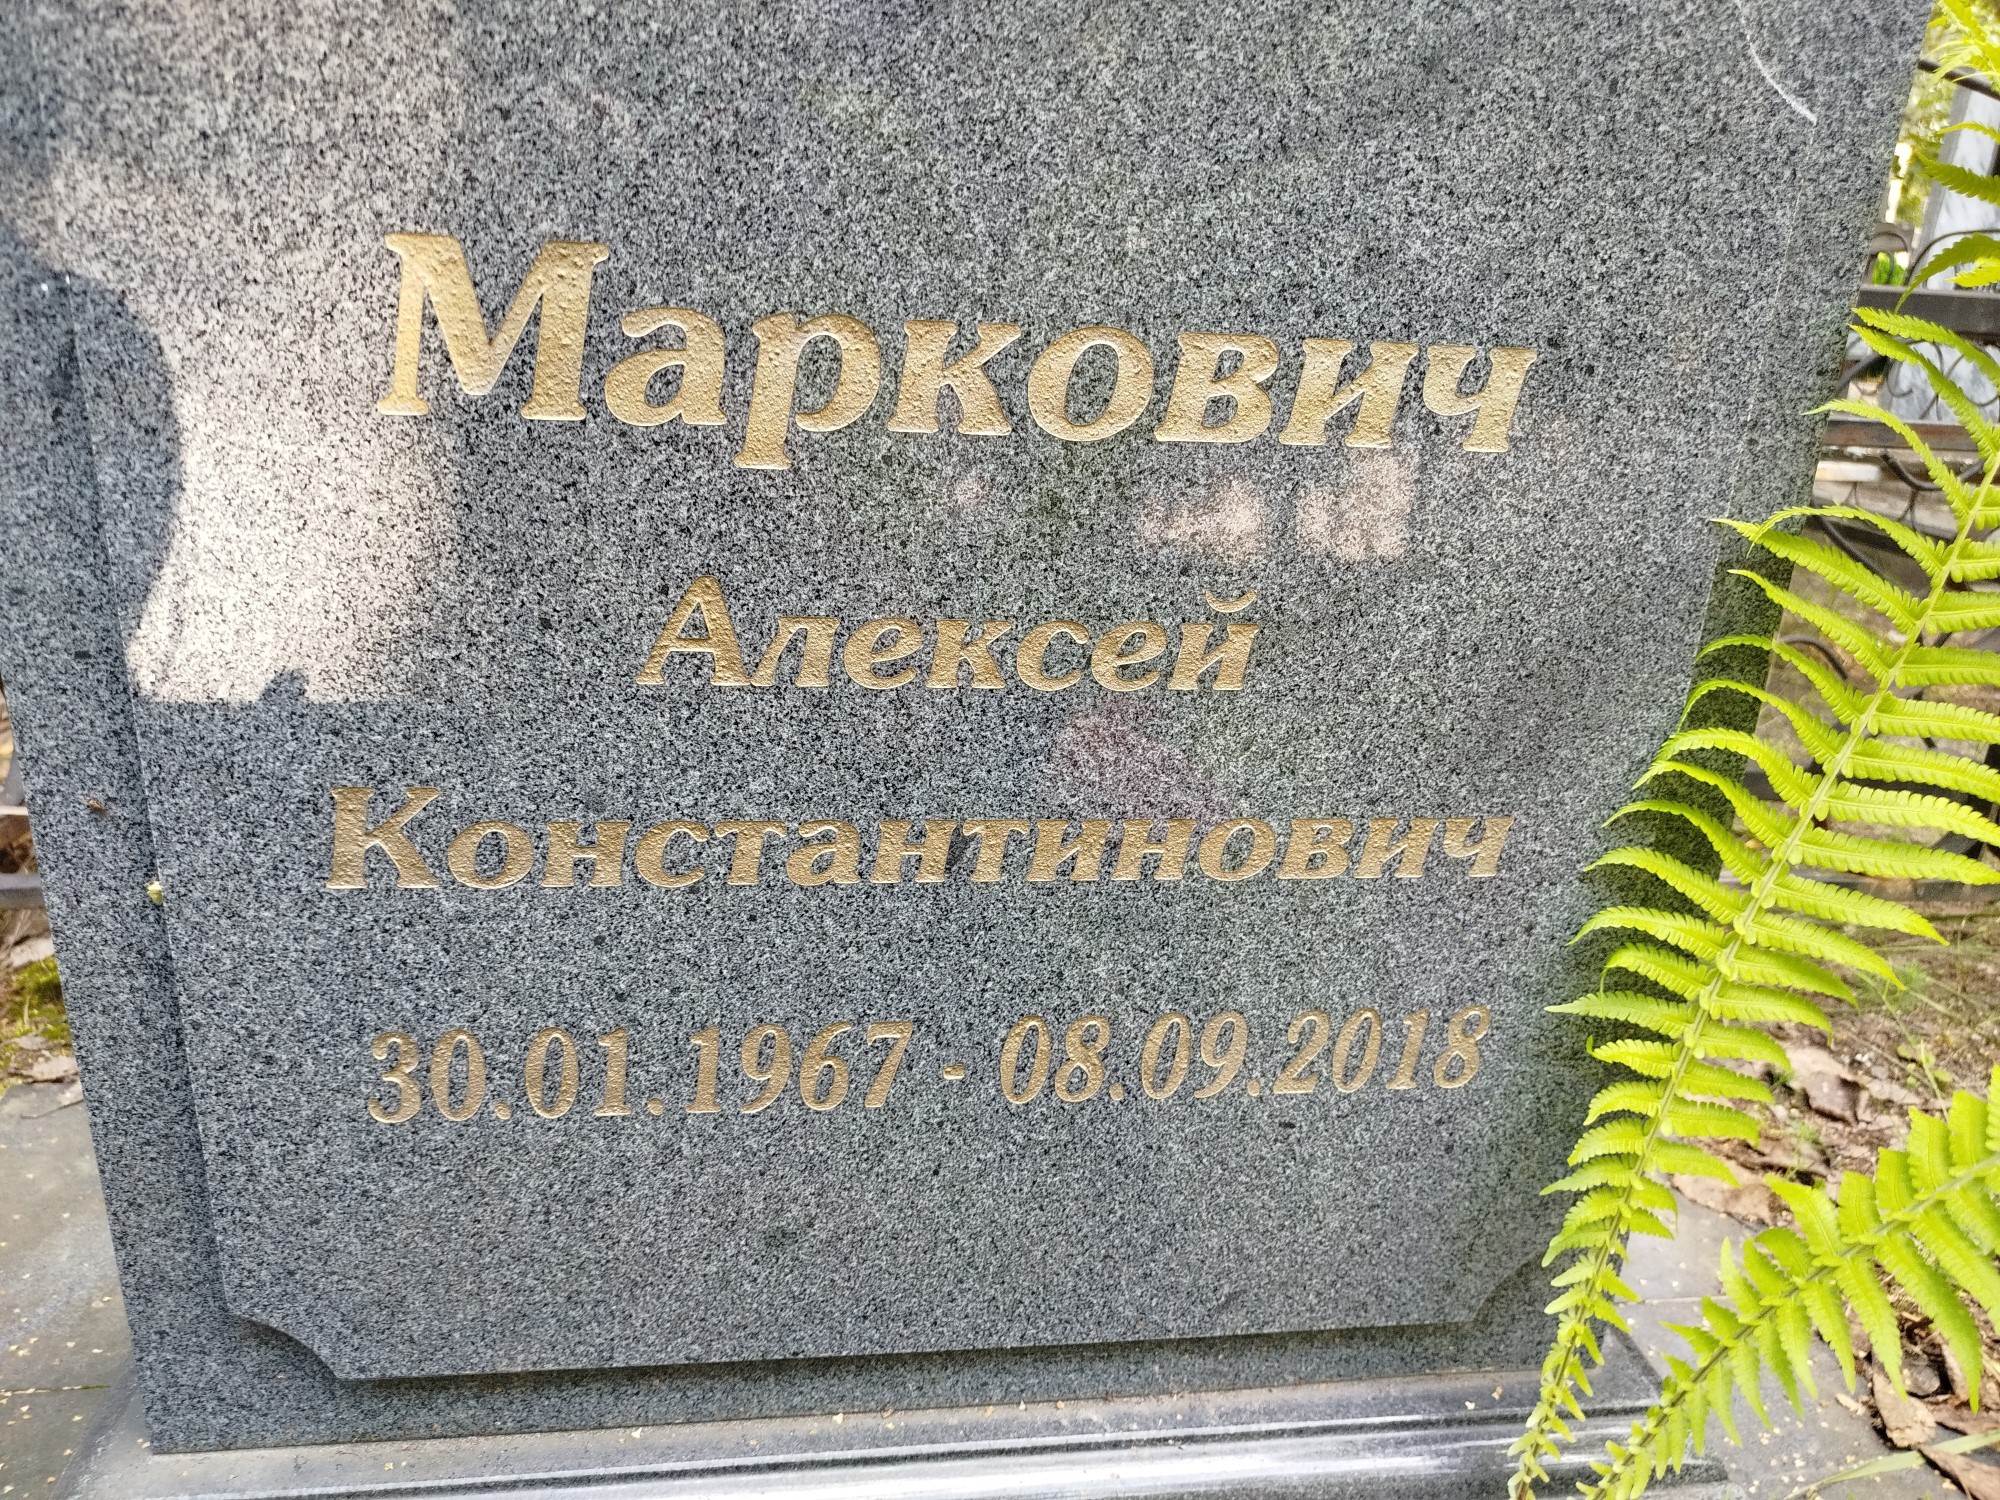 Маркович
Алексей
Константинович
30.01.1967 - 08.09.2018